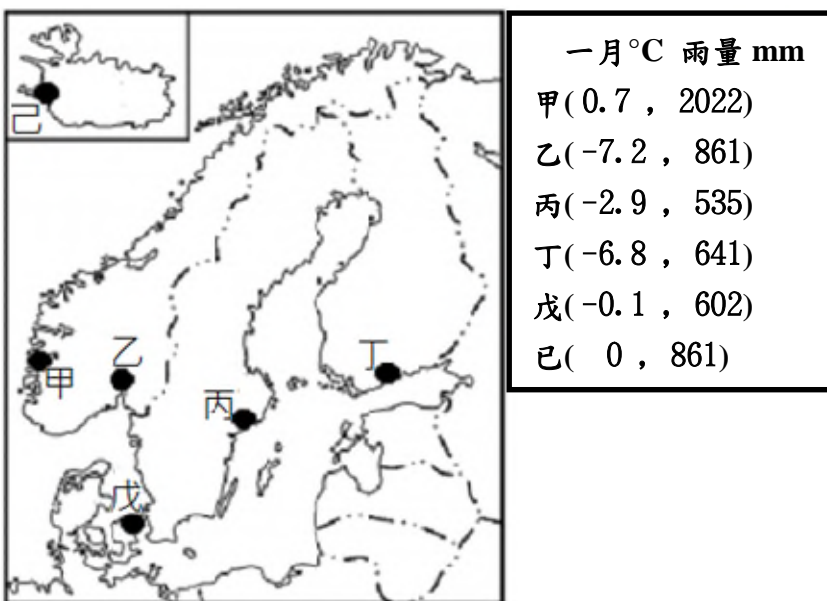 己
甲
乙
丙
丁
戊
一月°C 雨量 mm
甲(0.7 , 2022)
乙(-7.2 , 861)
丙(-2.9 , 535)
丁(-6.8 , 641)
戊(-0.1 , 602)
已( 0 , 861)